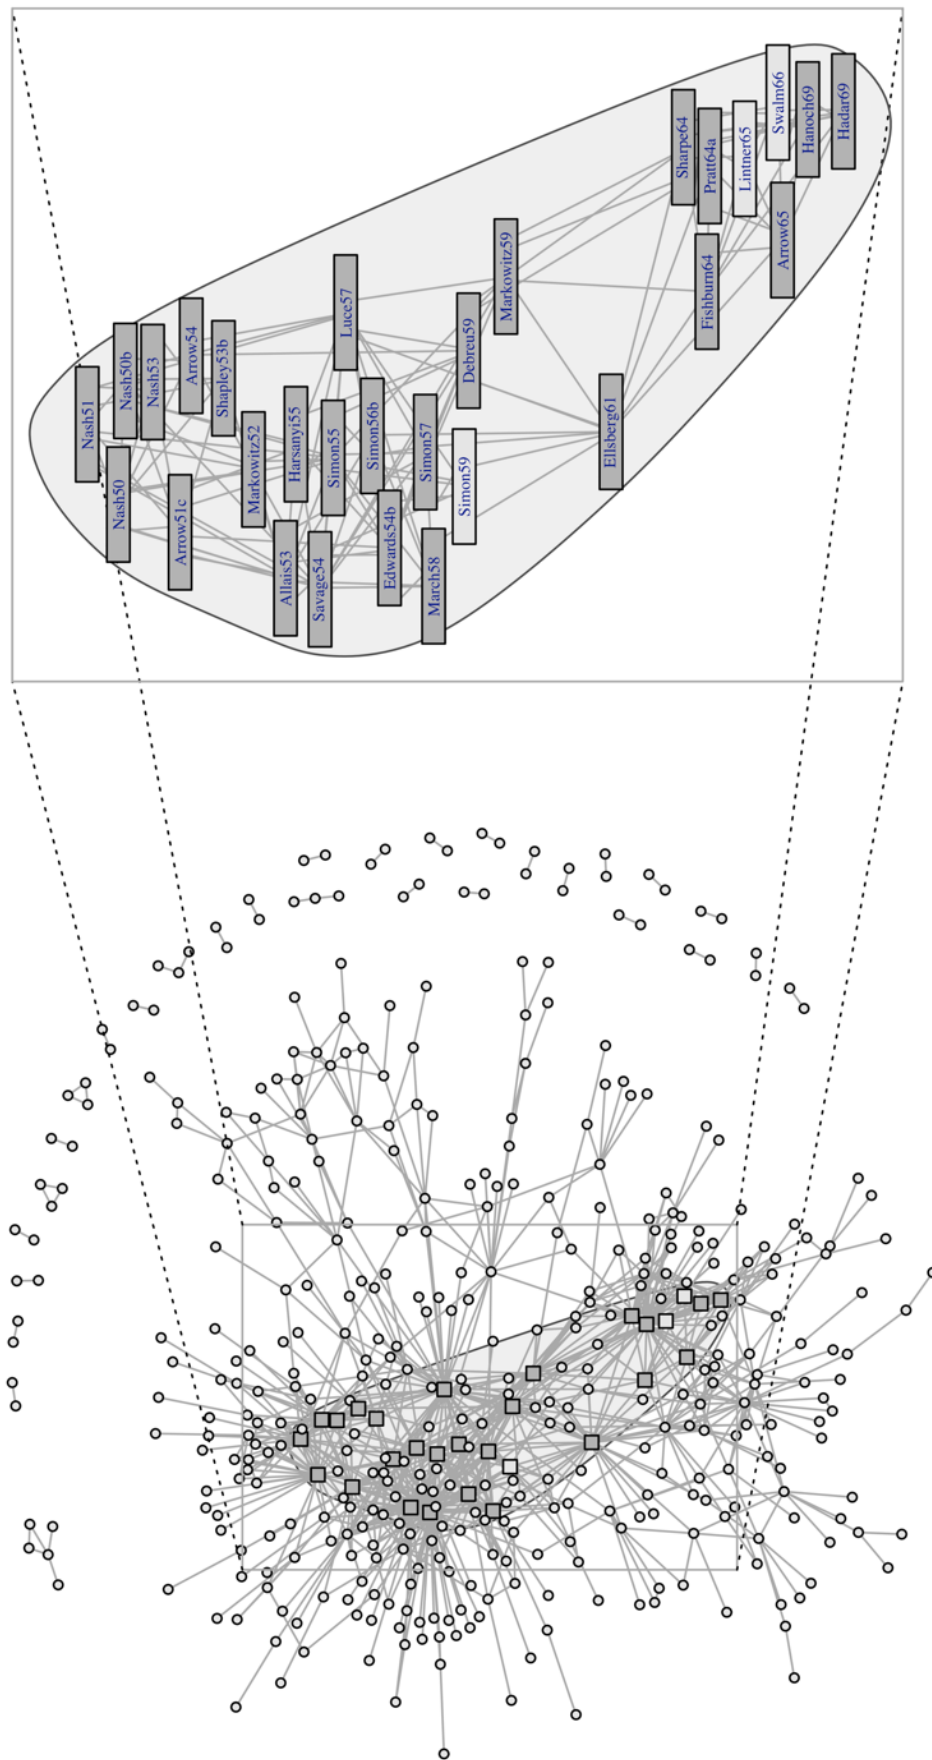 Nash51
Nash50b
Nash53
Arrow54
Shapley53b
Nash50
Arrow51c
Markowitz52
Harsanyi55
Simon55
Luce57
Simon56b
Allais53
Savage54
Edwards54b
Simon57
March58
Simon59
Debreu59
Markowitz59
Ellsberg61
Sharpe64
Pratt64a
Fishburn64
Lintner65
Swalm66
Arrow65
Hanoch69
Hadar69